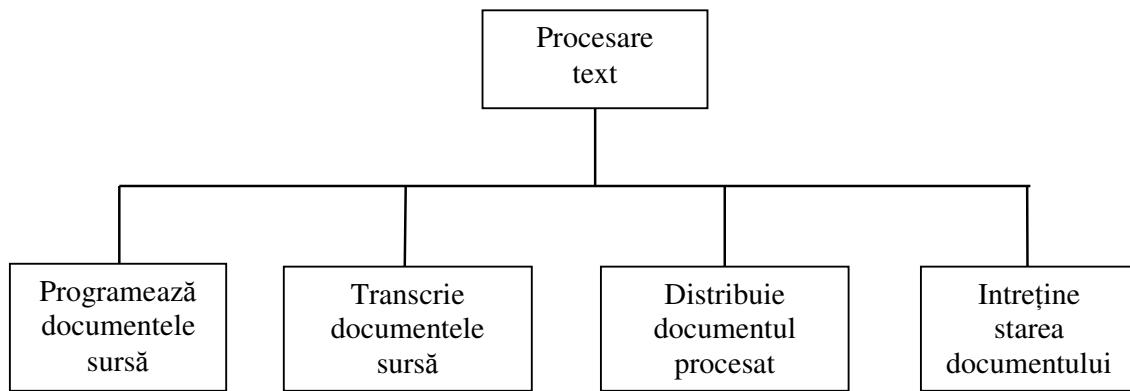 Procesare
text
Programează
documentele
sursă
Transcrie
documentele
sursă
Distribuie
documentul
procesat
Intreține
starea
documentului